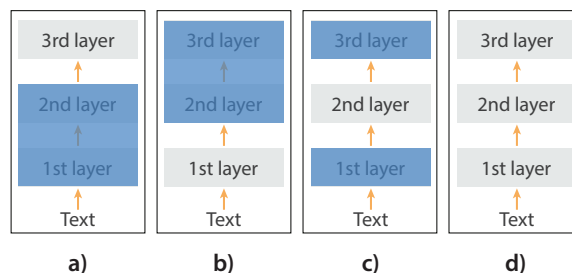 3rd layer
2nd layer
1st layer
Text
a)
3rd layer
2nd layer
1st layer
Text
b)
3rd layer
2nd layer
1st layer
Text
c)
3rd layer
2nd layer
1st layer
Text
d)